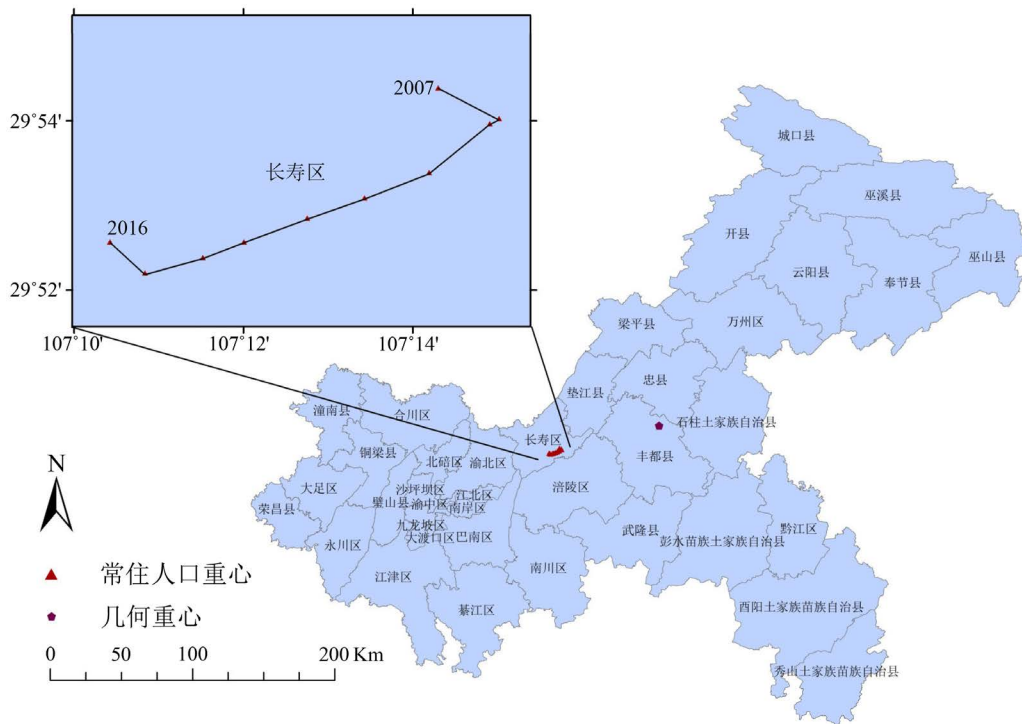 2007
29°54'
长寿区
2016
29°52'
107°10'
107°12'
107°14'
城口县
巫溪县
开县
巫山县
云阳县
奉节县
万州区
梁平县
忠县
垫江县
石柱土家族自治县
潼南县
合川区
长寿区
丰都县
铜梁县
北碚区
渝北区
大足区
沙坪坝区
江北区
涪陵区
璧山县
渝中区
南岸区
荣昌县
九龙坡区
大渡口区
巴南区
武隆县
彭水苗族土家族自治县
黔江区
永川区
江津区
南川区
綦江区
酉阳土家族苗族自治县
秀山土家族苗族自治县
N
常住人口重心
几何重心
0 50 100 200 Km